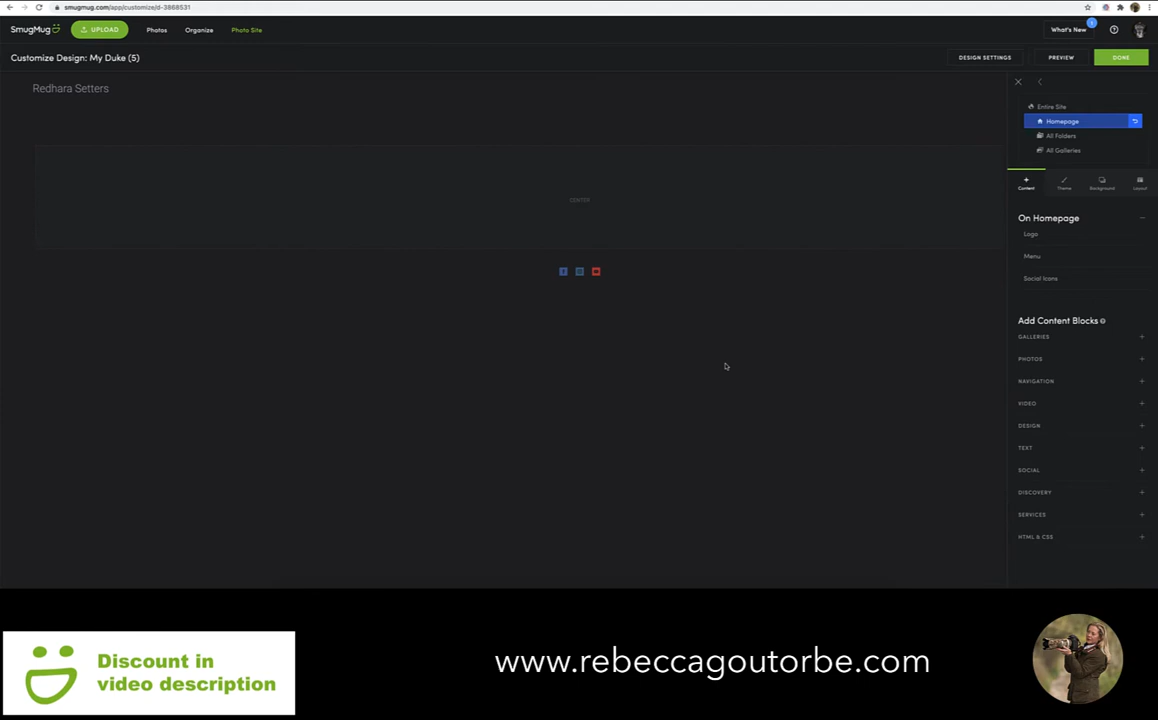 smugmug.com/app/customize/d-3868531
SmugMug
UPLOAD
Photos
Organize
Photo Site
What's New
Customize Design: My Duke (5)
DESIGN SETTINGS
PREVIEW
DONE
Redhara Setters
CENTER
Entire Site
Homepage
All Folders
All Galleries
Content
Theme
Background
Layout
On Homepage
Logo
Menu
Social Icons
Add Content Blocks
GALLERIES
PHOTOS
NAVIGATION
VIDEO
DESIGN
TEXT
SOCIAL
DISCOVERY
SERVICES
HTML & CSS
Discount in
video description
www.rebeccagoutorbe.com